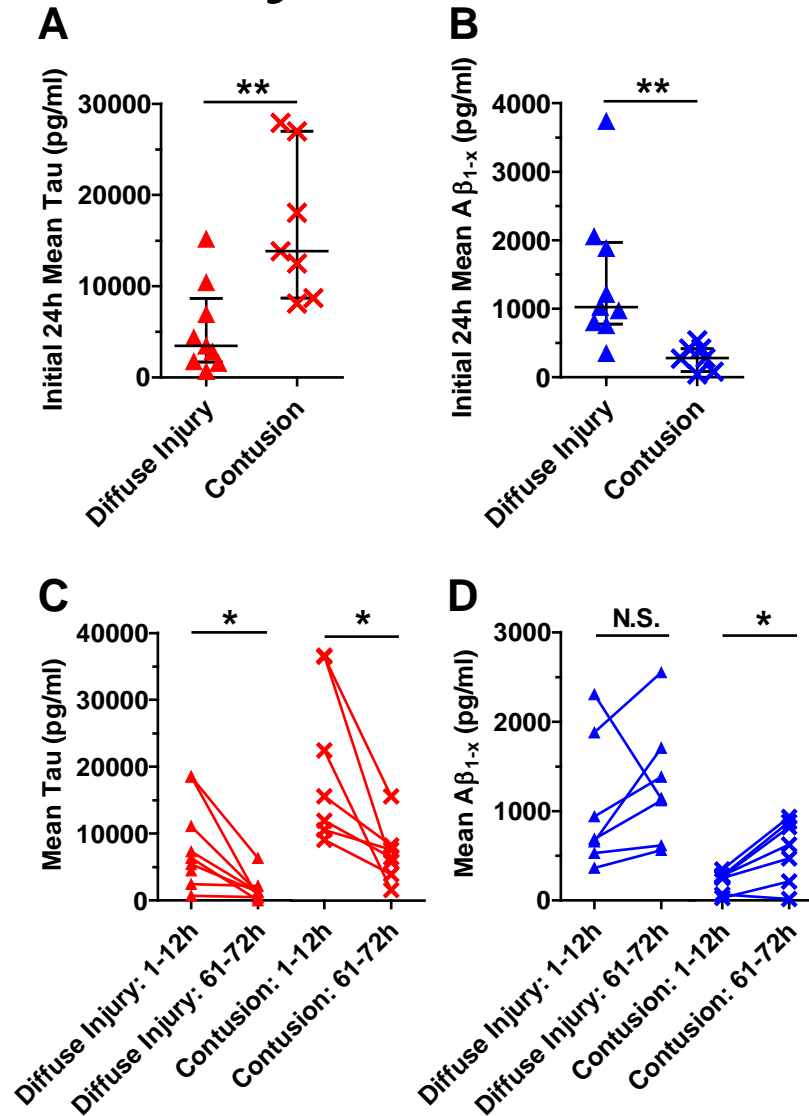 A
B
**
**
Initial 24h Mean Tau (pg/ml)
30000
20000
10000
0
Diffuse Injury
Contusion
Initial 24h Mean Aβ1-x (pg/ml)
4000
3000
2000
1000
0
Diffuse Injury
Contusion
C
D
*
*
N.S.
*
Mean Tau (pg/ml)
40000
30000
20000
10000
0
Diffuse Injury: 1-12h
Diffuse Injury: 61-72h
Contusion: 1-12h
Contusion: 61-72h
Mean Aβ1-x (pg/ml)
3000
2000
1000
0
Diffuse Injury: 1-12h
Diffuse Injury: 61-72h
Contusion: 1-12h
Contusion: 61-72h